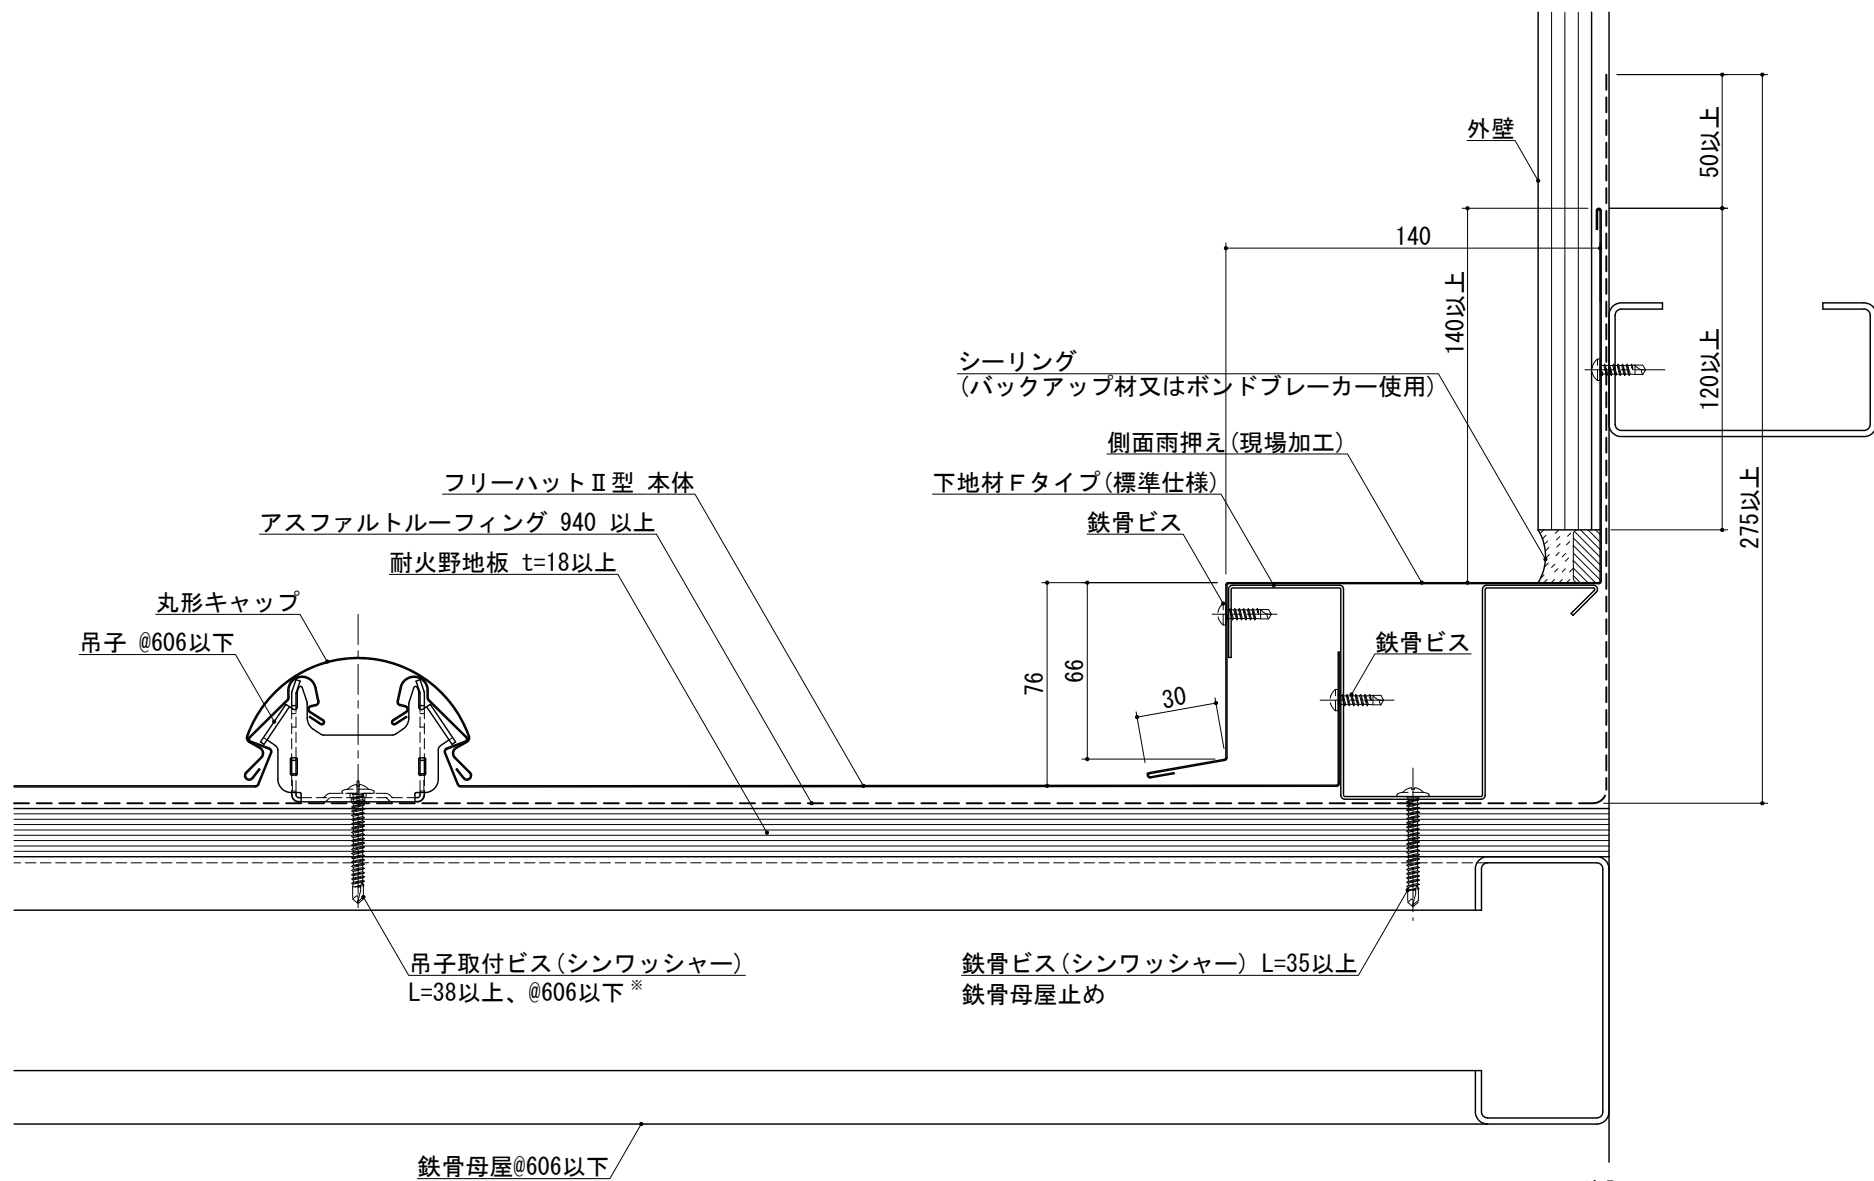 外壁
50以上
140
140以上
120以上
275以上
シーリング
(バックアップ材又はボンドブレーカー使用)
側面雨押え(現場加工)
下地材Fタイプ(標準仕様)
鉄骨ビス
フリーハットⅡ型 本体
アスファルトルーフィング 940 以上
耐火野地板 t=18以上
丸形キャップ
吊子 @606以下
鉄骨ビス
76
66
30
吊子取付ビス(シンワッシャー)
L=38以上、@606以下※
鉄骨ビス(シンワッシャー) L=35以上
鉄骨母屋止め
鉄骨母屋@606以下